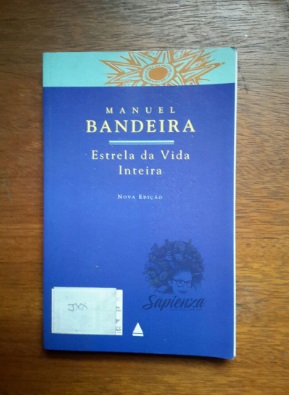 MANUEL
BANDEIRA
Estrela da Vida
Inteira
NOVA EDIÇÃO
Sapienza